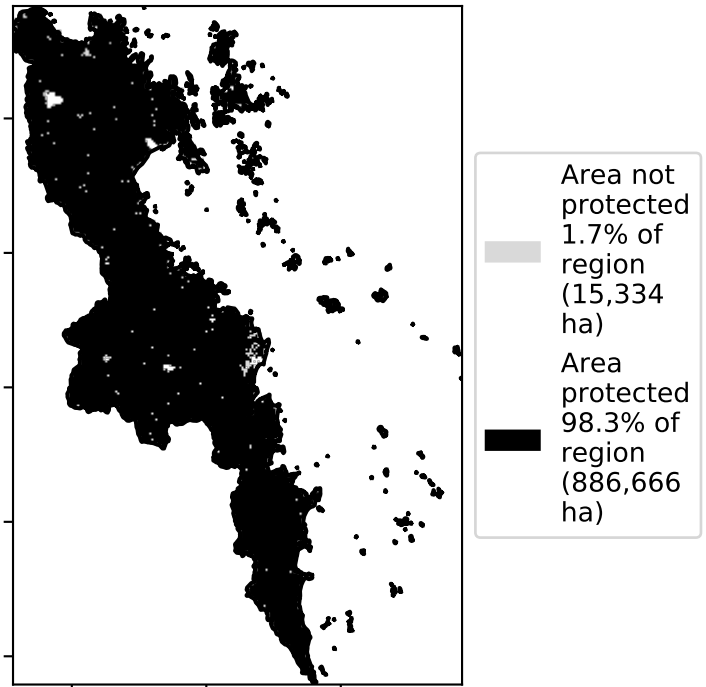 Area not
protected
1.7% of
region
(15,334
ha)
Area
protected
98.3% of
region
(886,666
ha)